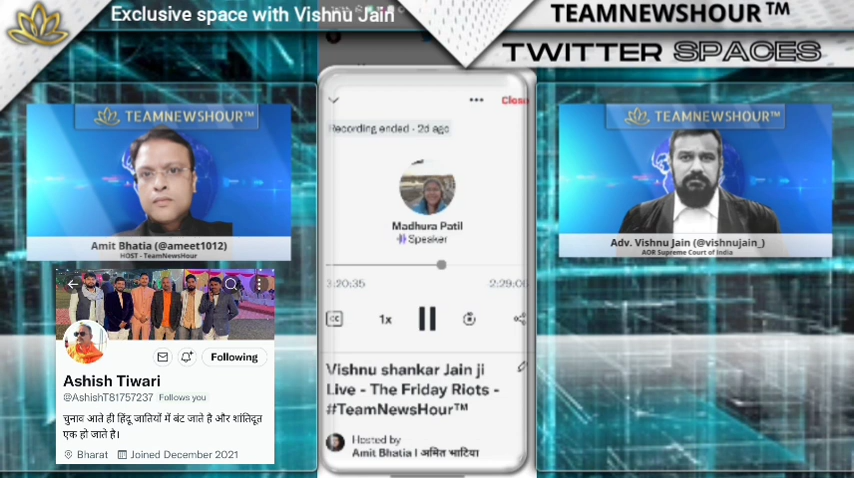 Exclusive space with Vishnu Jain
TEAMNEWSHOUR™
TWITTER SPACES
TEAMNEWSHOUR™
Amit Bhatia (@ameet1012)
HOST - TeamNewsHour
Close
Recording ended · 2d ago
Madhura Patil
Speaker
3:20:35
-2:29:06
CC
1x
Vishnu shankar Jain ji
Live - The Friday Riots -
#TeamNewsHour™
Hosted by
Amit Bhatia | अमित भाटिया
TEAMNEWSHOUR™
Adv. Vishnu Jain (@vishnujain_)
AOR Supreme Court of India
Following
Ashish Tiwari
@AshishT81757237 Follows you
चुनाव आते ही हिंदू जातियों में बंट जाते है और शांतिदूत
एक हो जाते है।
Bharat Joined December 2021